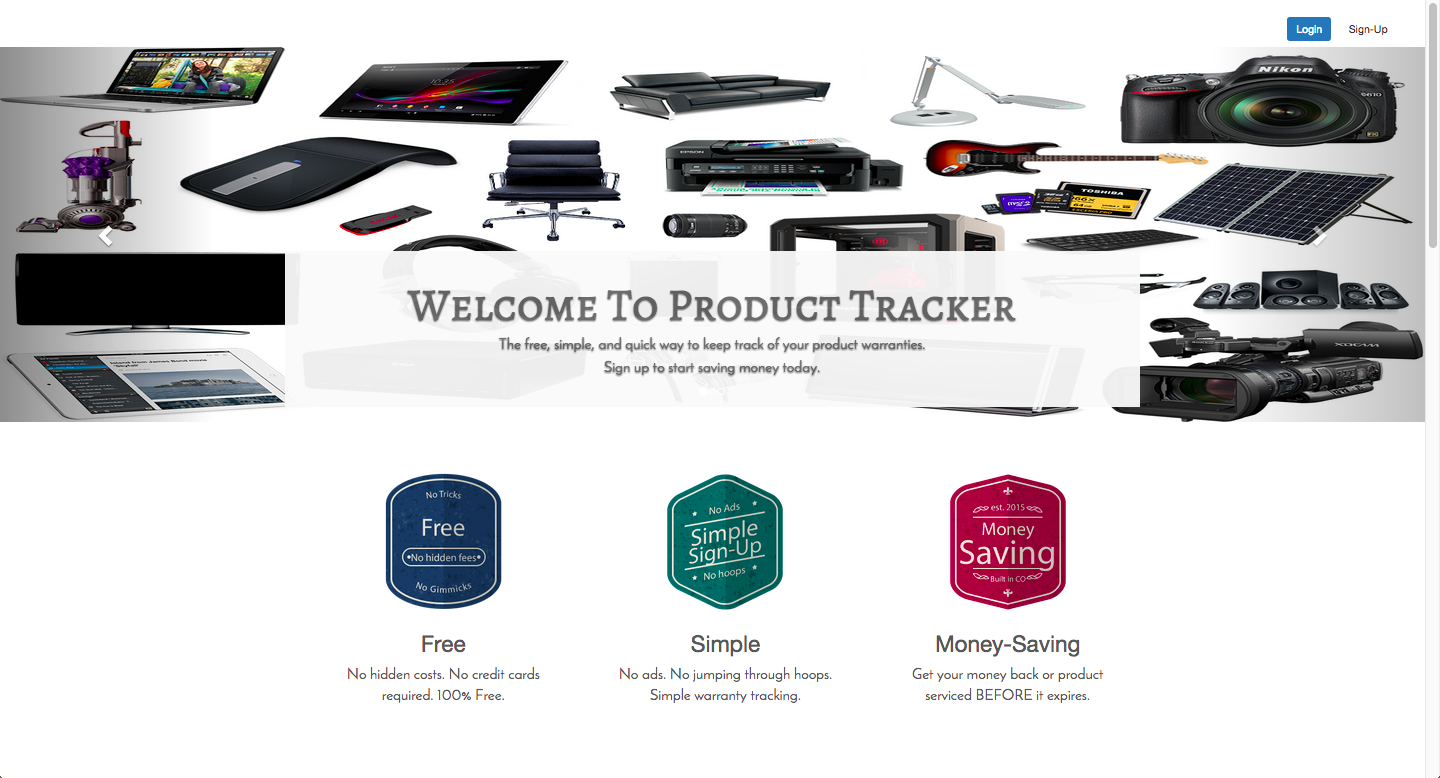 Login
Sign-Up
Nikon
EPSON
TOSHIBA
XDCAM
Welcome To Product Tracker
The free, simple, and quick way to keep track of your product warranties.
Sign up to start saving money today.
No Tricks
Free
•No hidden fees•
No Gimmicks
No Ads
Simple
Sign-Up
No hoops
est. 2015
Money
Saving
Built in CO
Free
No hidden costs. No credit cards
required. 100% Free.
Simple
No ads. No jumping through hoops.
Simple warranty tracking.
Money-Saving
Get your money back or product
serviced BEFORE it expires.